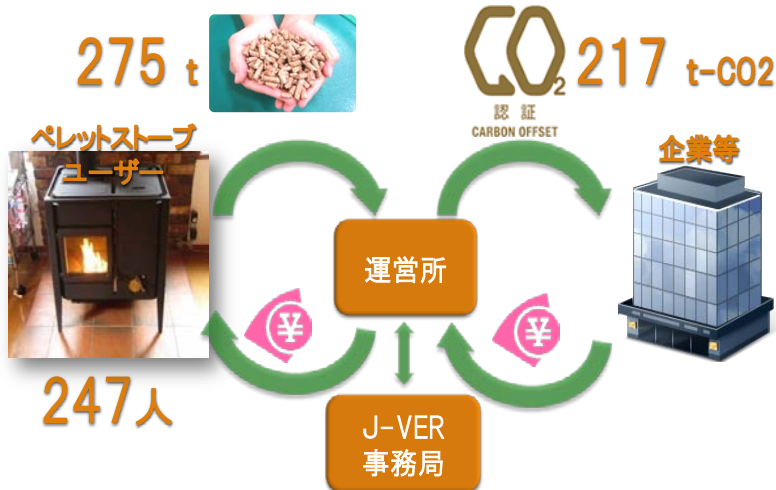 275 t
CO2
認証
CARBON OFFSET
217 t-CO2
ペレットストーブ
ユーザー
企業等
運営所
¥
¥
247人
J-VER
事務局